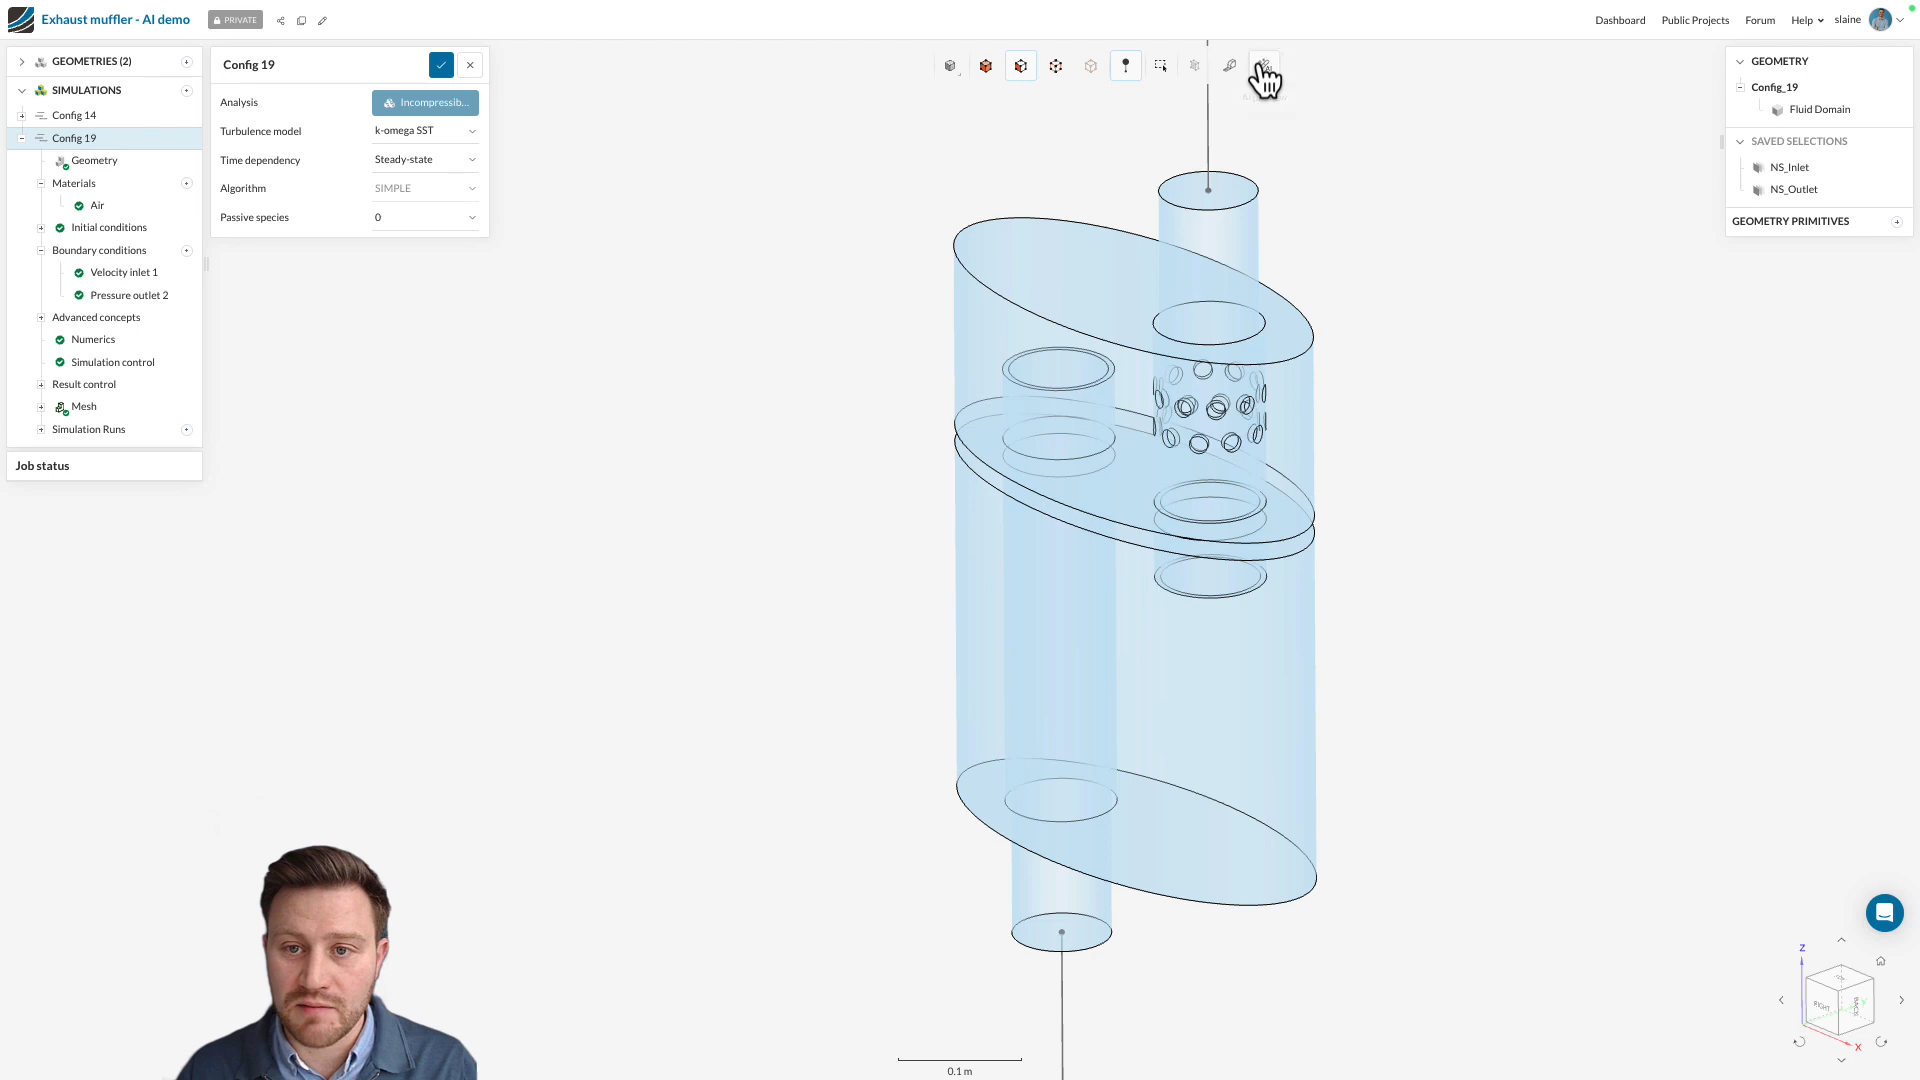 Exhaust muffler - AI demo
PRIVATE
Dashboard
Public Projects
Forum
Help
slaine
GEOMETRIES (2)
SIMULATIONS
Config 14
Config 19
Geometry
Materials
Air
Initial conditions
Boundary conditions
Velocity inlet 1
Pressure outlet 2
Advanced concepts
Numerics
Simulation control
Result control
Mesh
Simulation Runs
Job status
Config 19
Analysis
Incompressib...
Turbulence model
k-omega SST
Time dependency
Steady-state
Algorithm
SIMPLE
Passive species
0
GEOMETRY
Config_19
Fluid Domain
SAVED SELECTIONS
NS_Inlet
NS_Outlet
GEOMETRY PRIMITIVES
0.1 m
Z
RIGHT
BACK
X